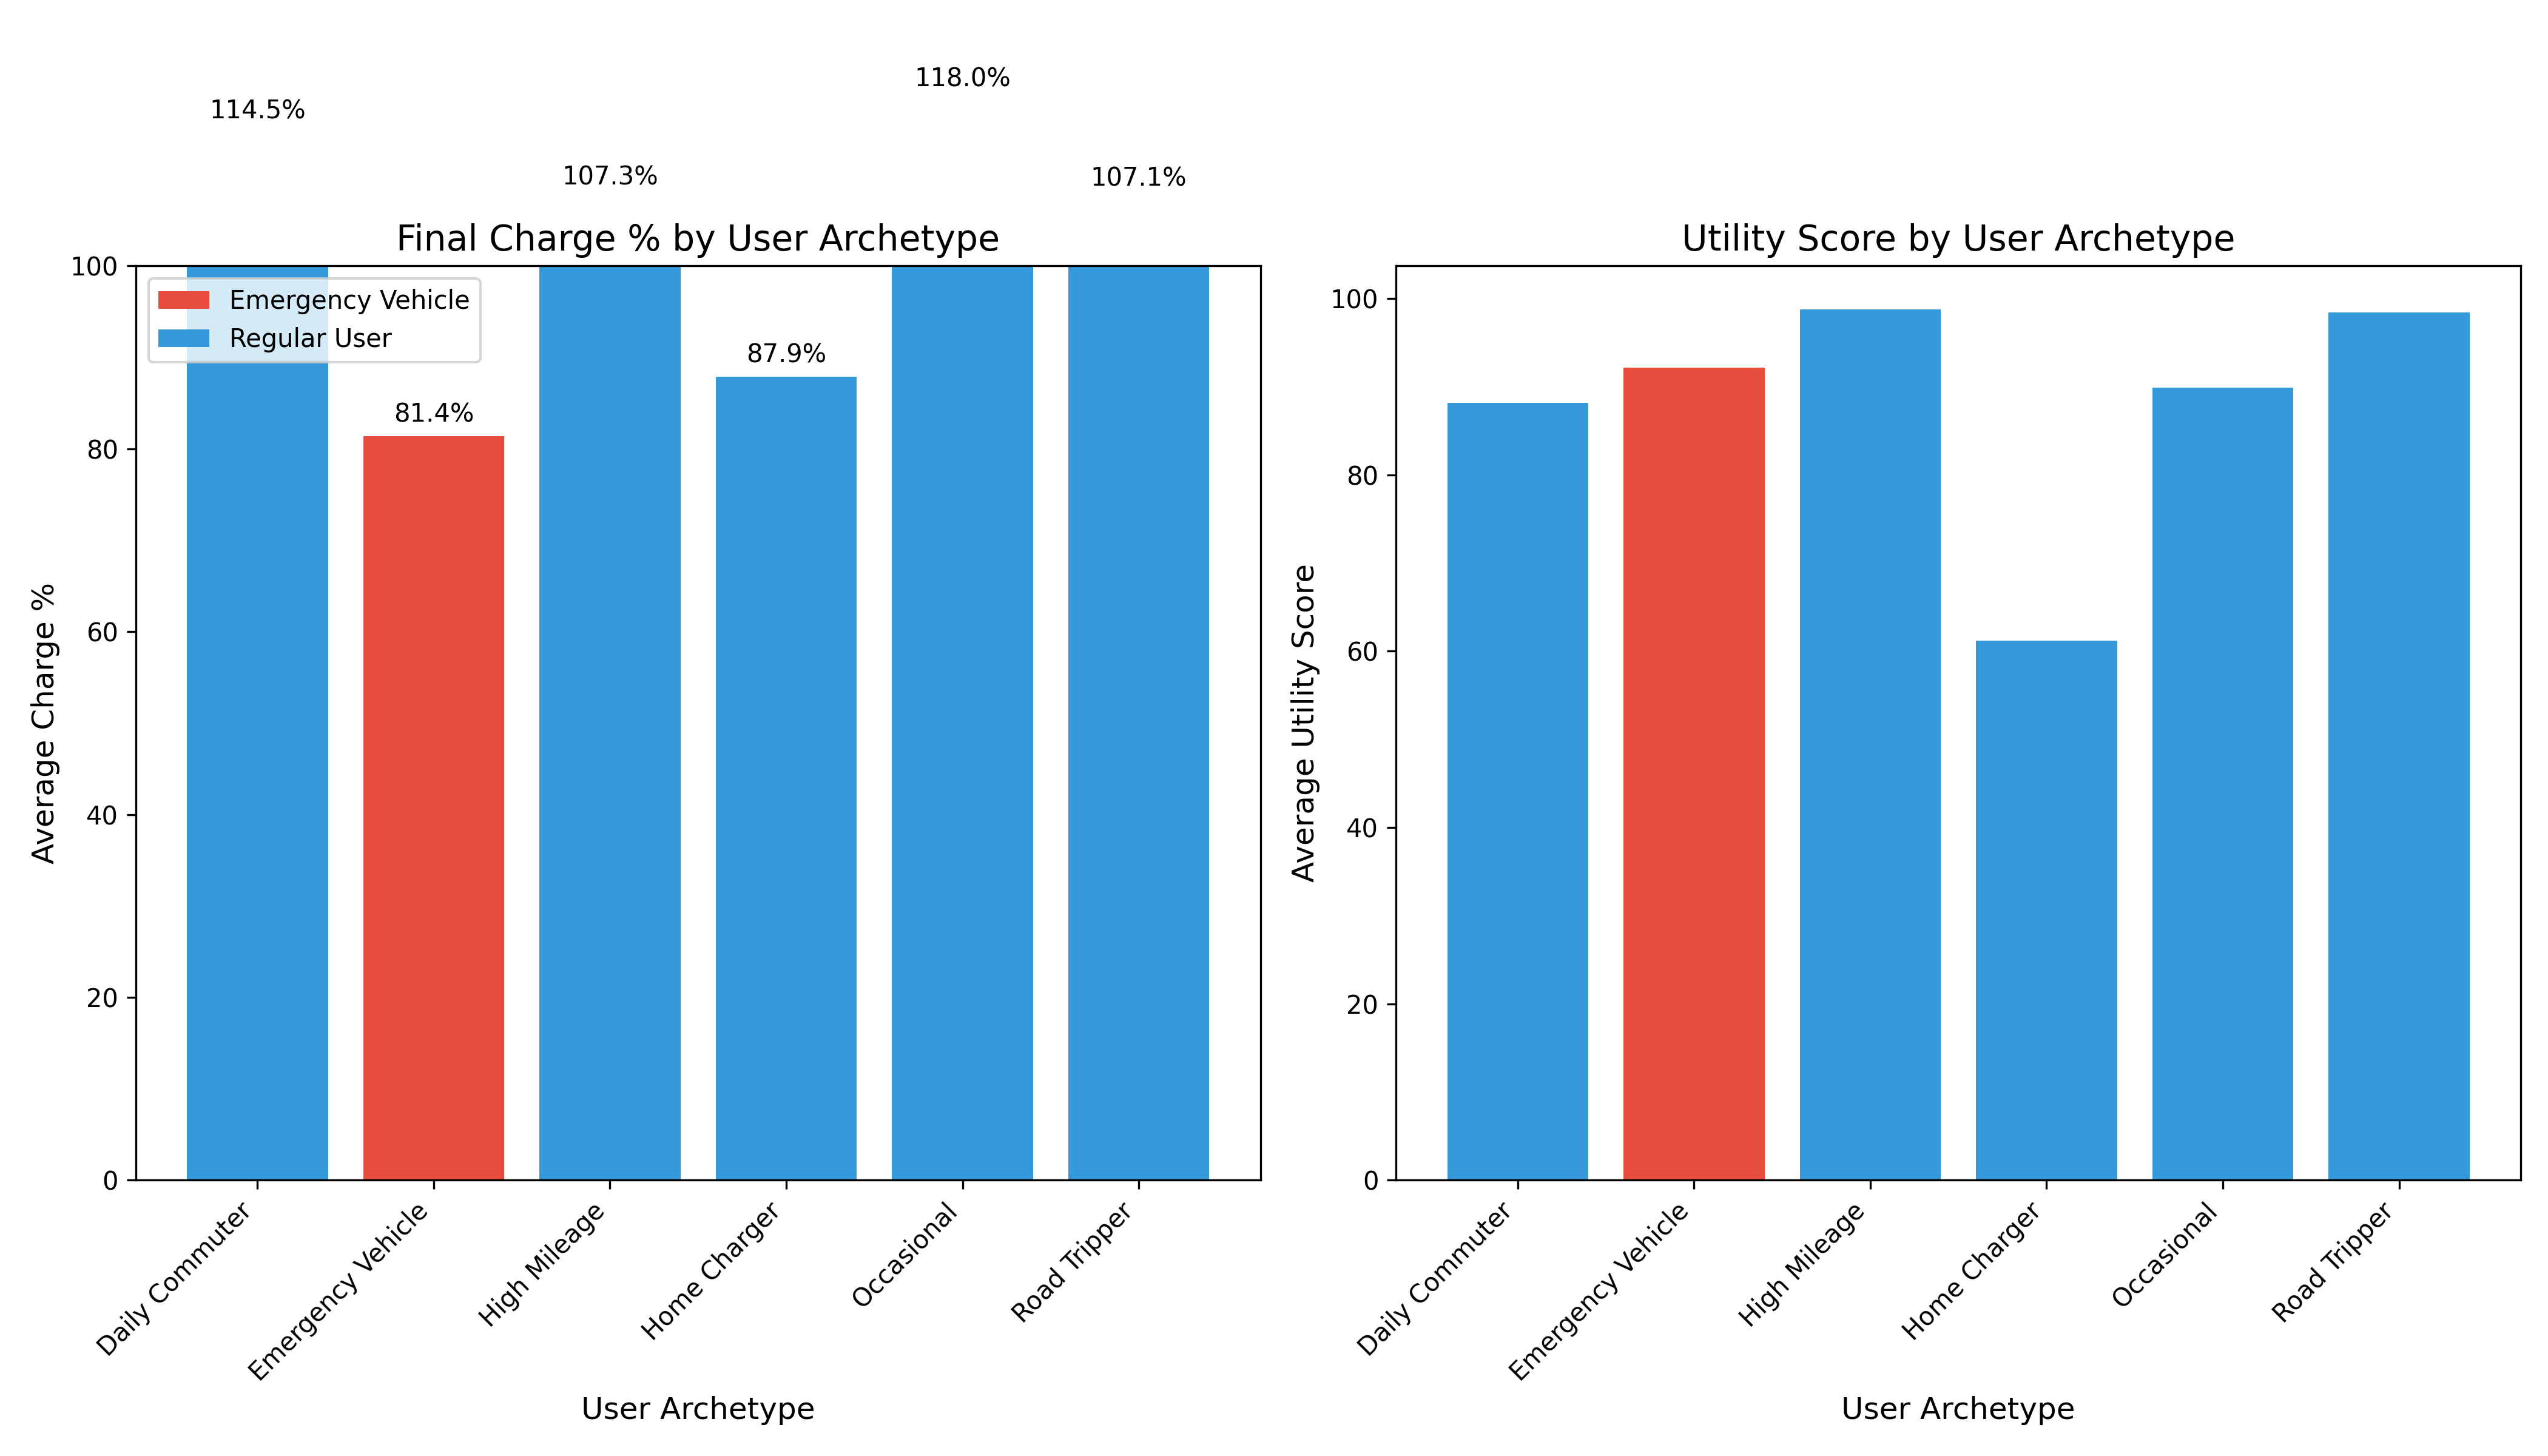 118.0%
114.5%
107.3%
107.1%
Final Charge % by User Archetype
100
Emergency Vehicle
Regular User
87.9%
81.4%
80
60
40
20
0
Average Charge %
Daily Commuter
Emergency Vehicle
High Mileage
Home Charger
Occasional
Road Tripper
User Archetype
Utility Score by User Archetype
100
80
60
40
20
0
Average Utility Score
Daily Commuter
Emergency Vehicle
High Mileage
Home Charger
Occasional
Road Tripper
User Archetype